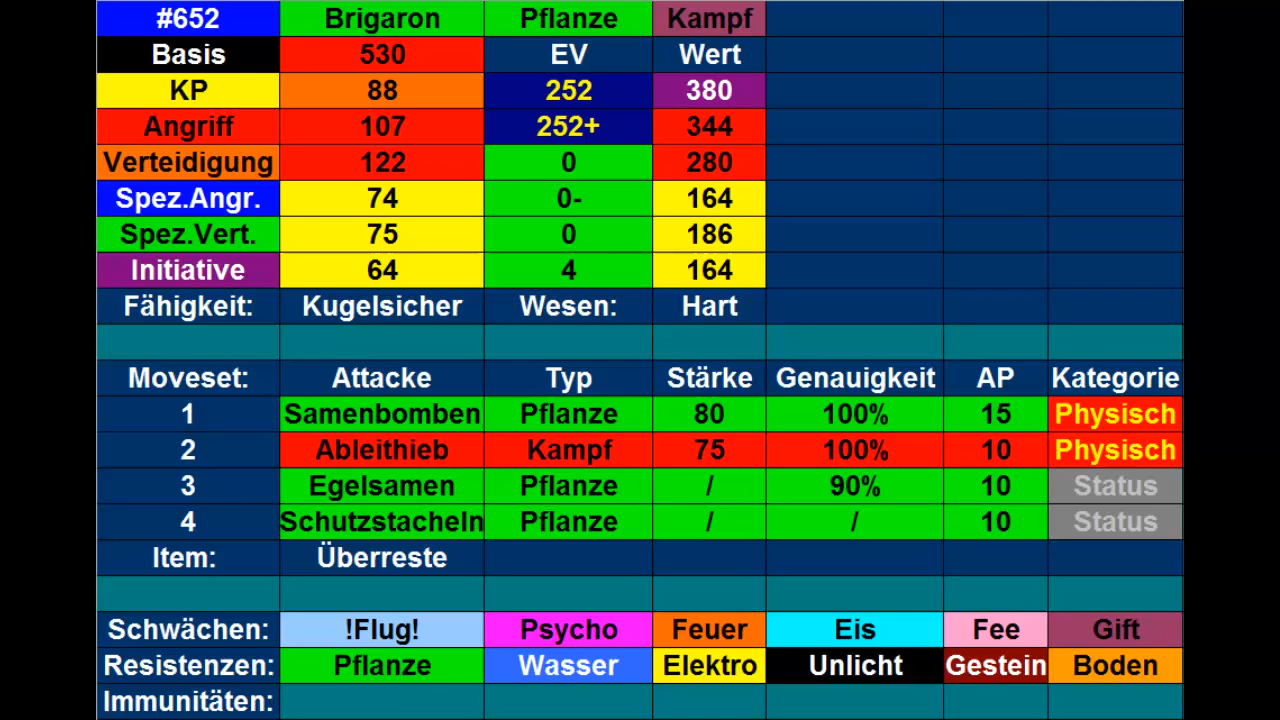 #652 Brigaron Pflanze Kampf
Basis 530 EV Wert
KP 88 252 380
Angriff 107 252+ 344
Verteidigung 122 0 280
Spez.Angr. 74 0- 164
Spez.Vert. 75 0 186
Initiative 64 4 164
Fähigkeit: Kugelsicher Wesen: Hart
Moveset: Attacke Typ Stärke Genauigkeit AP Kategorie
1 Samenbomben Pflanze 80 100% 15 Physisch
2 Ableithieb Kampf 75 100% 10 Physisch
3 Egelsamen Pflanze / 90% 10 Status
4 Schutzstacheln Pflanze / / 10 Status
Item: Überreste
Schwächen: !Flug! Psycho Feuer Eis Fee Gift
Resistenzen: Pflanze Wasser Elektro Unlicht Gestein Boden
Immunitäten: